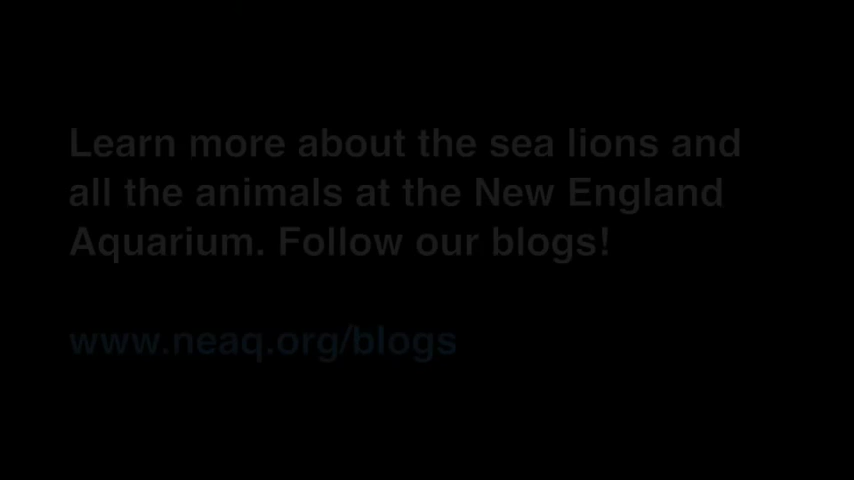 Learn more about the sea lions and
all the animals at the New England
Aquarium. Follow our blogs!
www.neaq.org/blogs